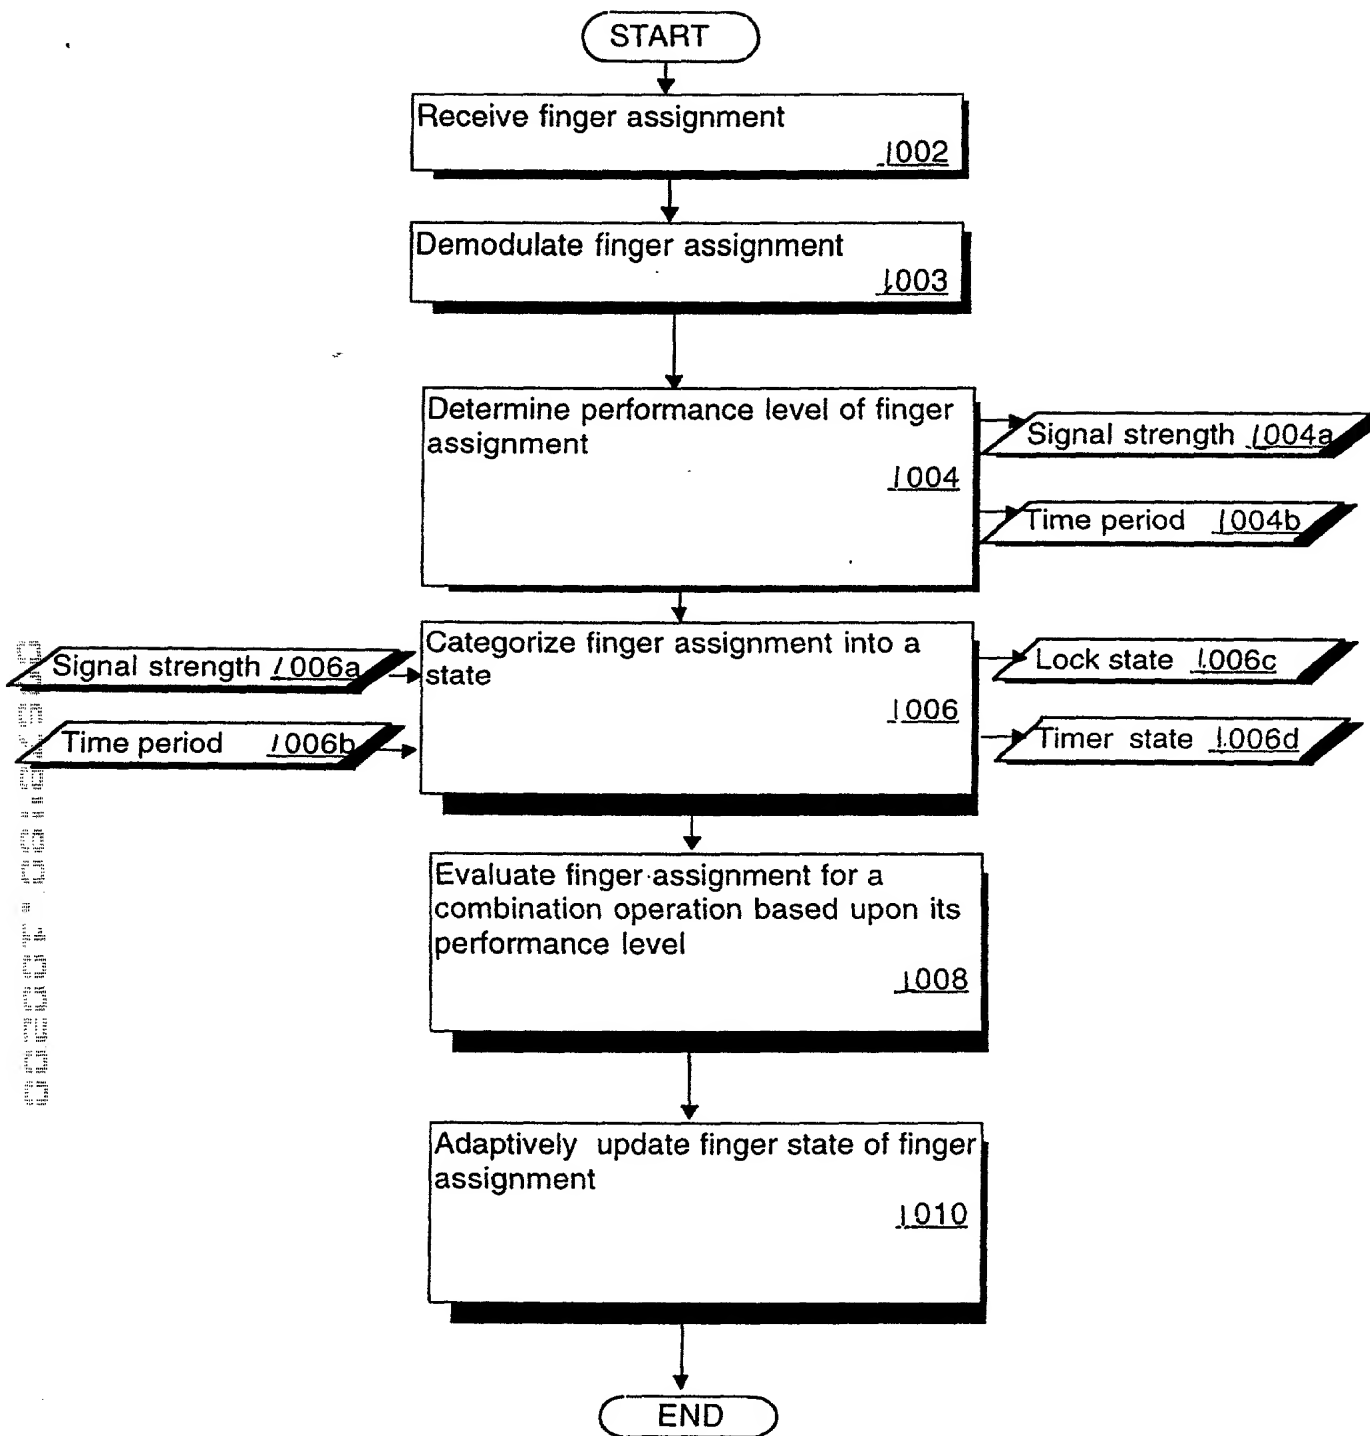 START
Receive finger assignment
1002
Demodulate finger assignment
1003
Determine performance level of finger
assignment
1004
Signal strength 1004a
Time period 1004b
Categorize finger assignment into a
state
1006
Signal strength 1006a
Time period 1006b
Lock state 1006c
Timer state 1006d
Evaluate finger assignment for a
combination operation based upon its
performance level
1008
Adaptively update finger state of finger
assignment
1010
END